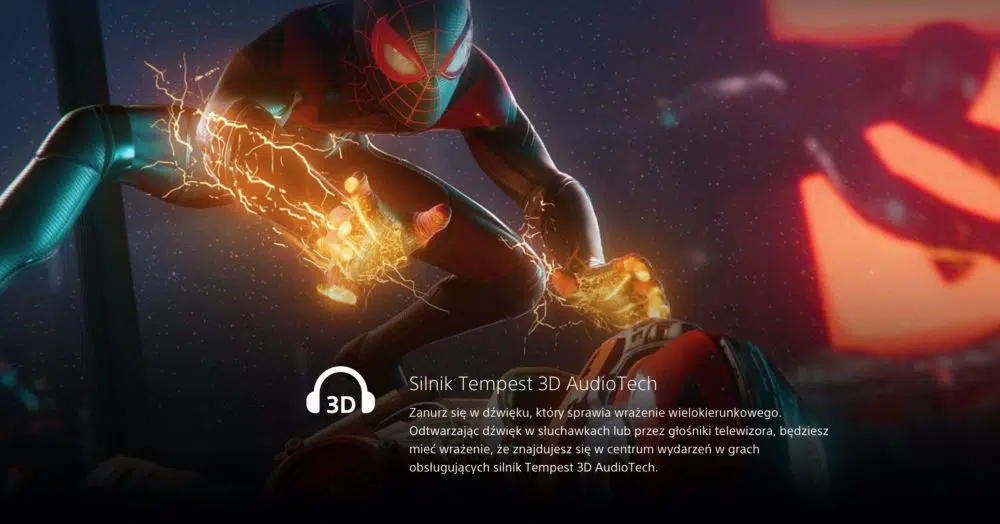 3D
Silnik Tempest 3D AudioTech
Zanurz się w dźwięku, który sprawia wrażenie wielokierunkowego.
Odtwarzając dźwięk w słuchawkach lub przez głośniki telewizora, będziesz
mieć wrażenie, że znajdujesz się w centrum wydarzeń w grach
obsługujących silnik Tempest 3D AudioTech.